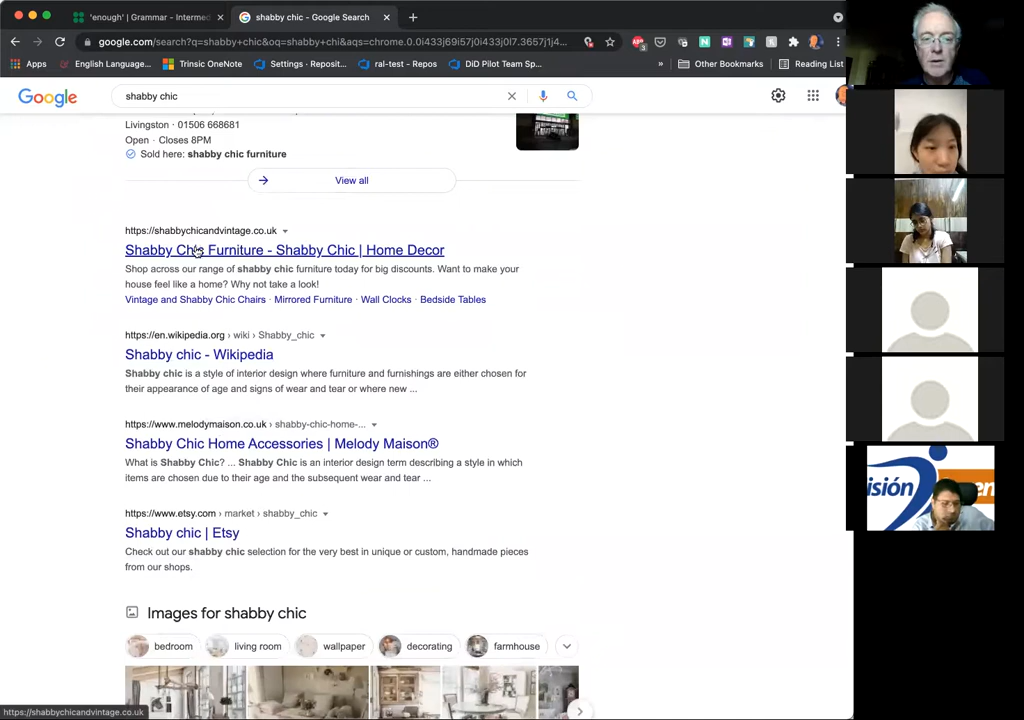 'enough' | Grammar - Intermed
shabby chic - Google Search
google.com/search?q=shabby+chic&oq=shabby+chi&aqs=chrome.0.0i433j69i57j0i433j0l7.3657j1j4...
Apps
English Language...
Trinsic OneNote
Settings · Reposit...
ral-test - Repos
DiD Pilot Team Sp...
»
Other Bookmarks
Reading List
Google
shabby chic
Livingston · 01506 668681
Open · Closes 8PM
Sold here: shabby chic furniture
View all
https://shabbychicandvintage.co.uk
Shabby Chic Furniture - Shabby Chic | Home Decor
Shop across our range of shabby chic furniture today for big discounts. Want to make your
house feel like a home? Why not take a look!
Vintage and Shabby Chic Chairs · Mirrored Furniture · Wall Clocks · Bedside Tables
https://en.wikipedia.org › wiki › Shabby_chic
Shabby chic - Wikipedia
Shabby chic is a style of interior design where furniture and furnishings are either chosen for
their appearance of age and signs of wear and tear or where new ...
https://www.melodymaison.co.uk › shabby-chic-home-...
Shabby Chic Home Accessories | Melody Maison®
What is Shabby Chic? ... Shabby Chic is an interior design term describing a style in which
items are chosen due to their age and the subsequent wear and tear ...
https://www.etsy.com › market › shabby_chic
Shabby chic | Etsy
Check out our shabby chic selection for the very best in unique or custom, handmade pieces
from our shops.
Images for shabby chic
bedroom
living room
wallpaper
decorating
farmhouse
https://shabbychicandvintage.co.uk
isión
en